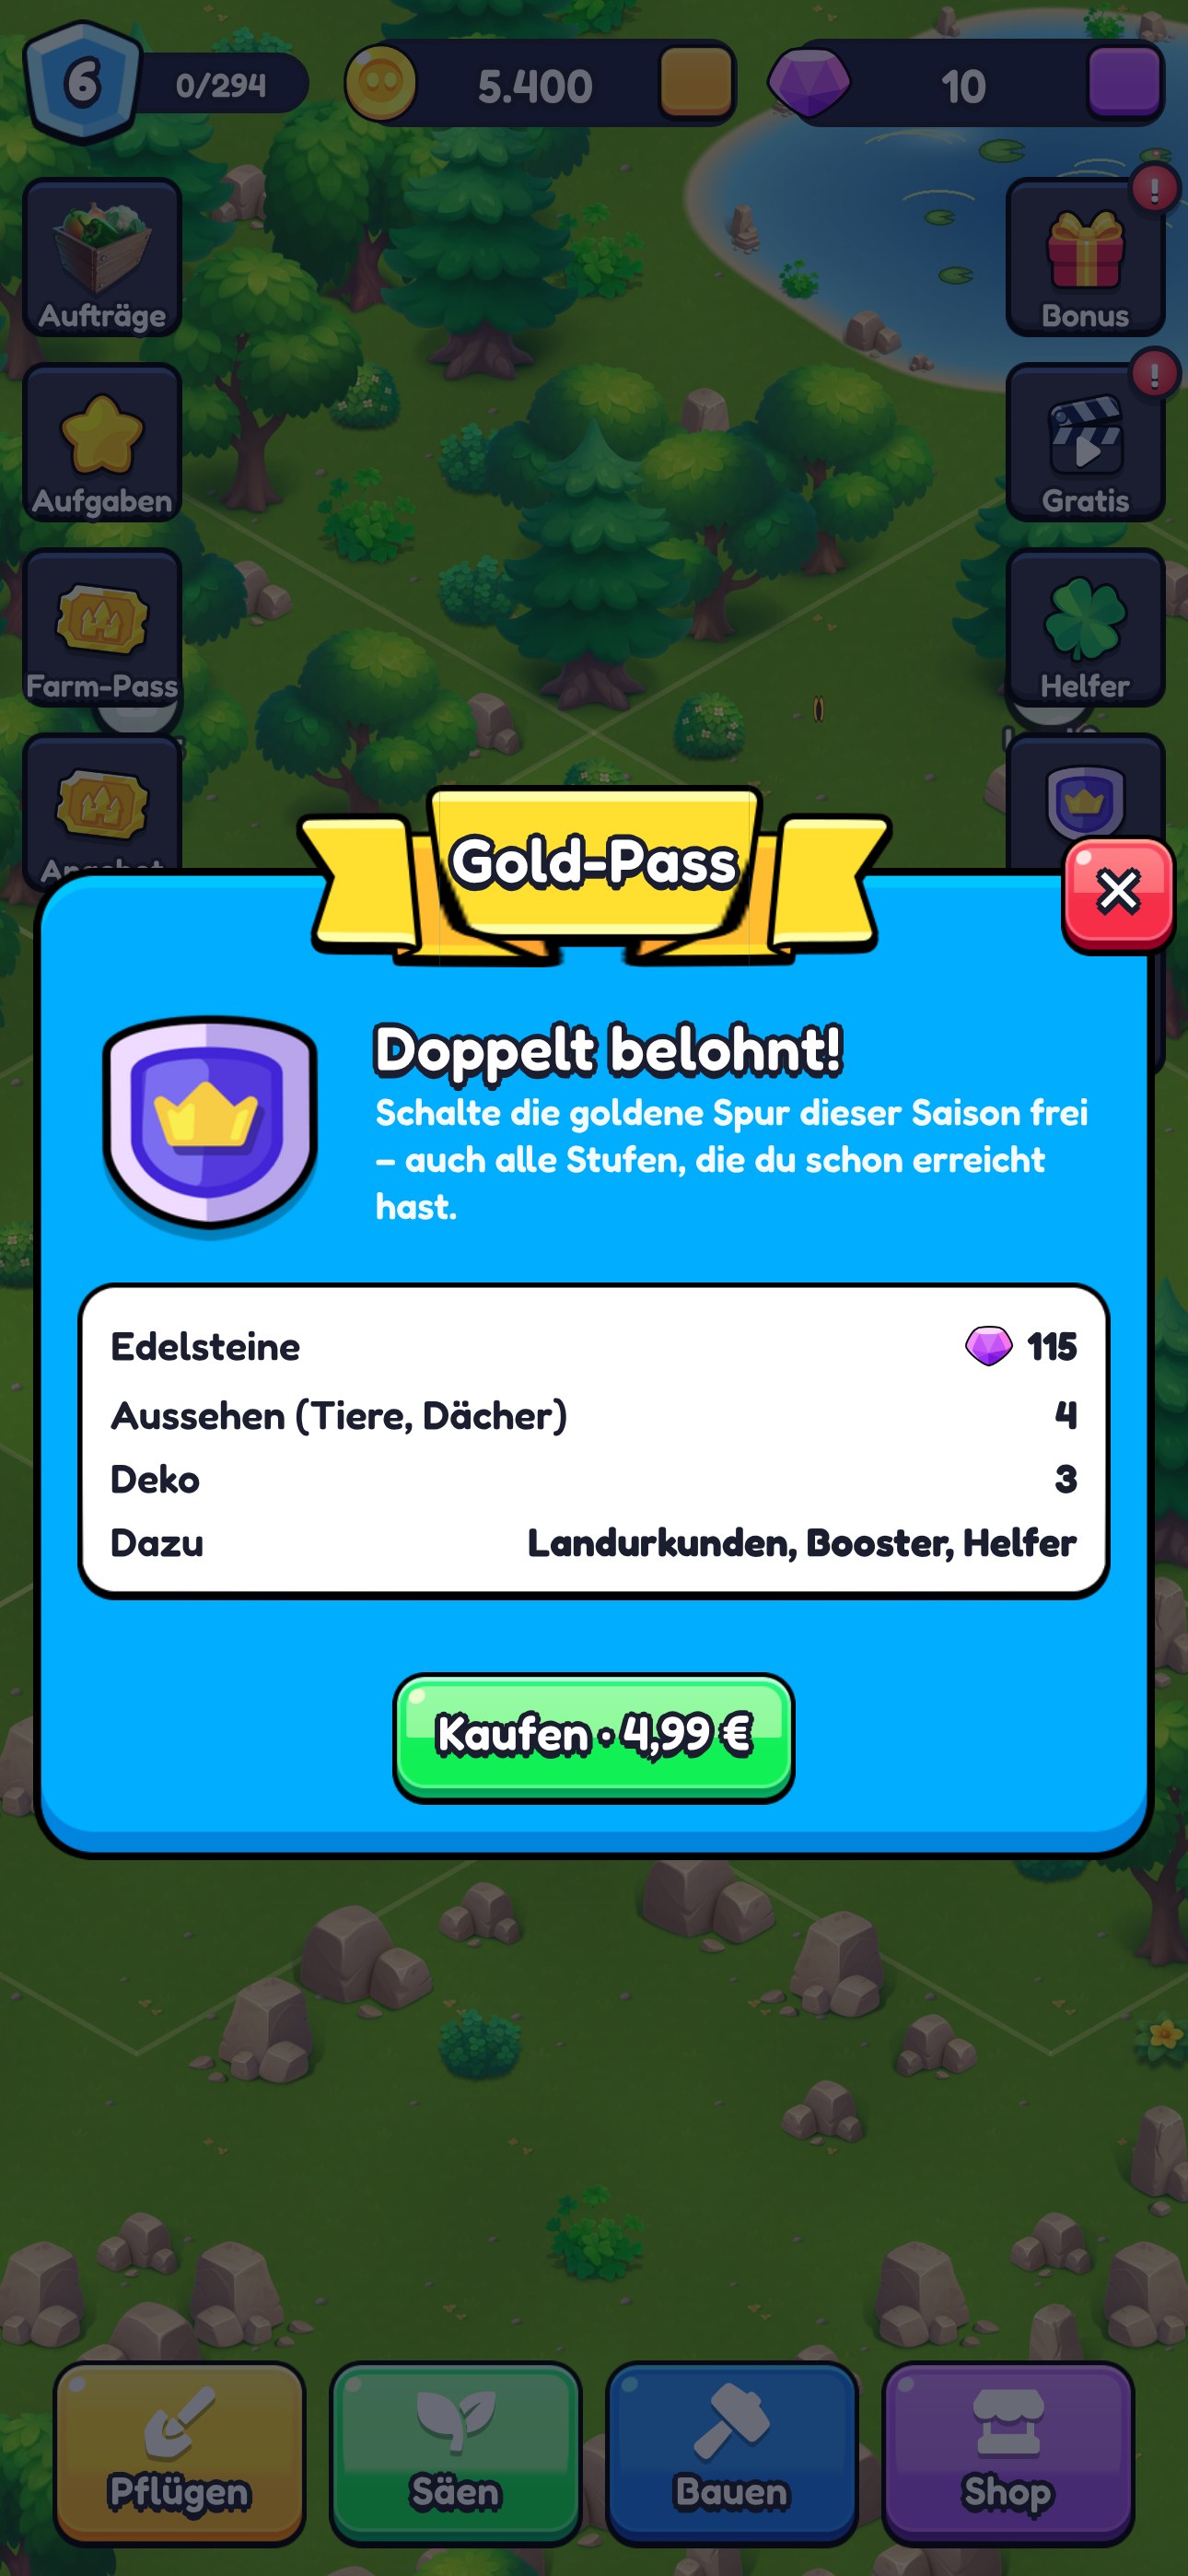 6
0/294
5.400
10
Aufträge
Bonus
Aufgaben
Gratis
Farm-Pass
Helfer
Angebot
Gold-Pass
Doppelt belohnt!
Schalte die goldene Spur dieser Saison frei
– auch alle Stufen, die du schon erreicht
hast.
Edelsteine 115
Aussehen (Tiere, Dächer) 4
Deko 3
Dazu Landurkunden, Booster, Helfer
Kaufen · 4,99 €
Pflügen
Säen
Bauen
Shop